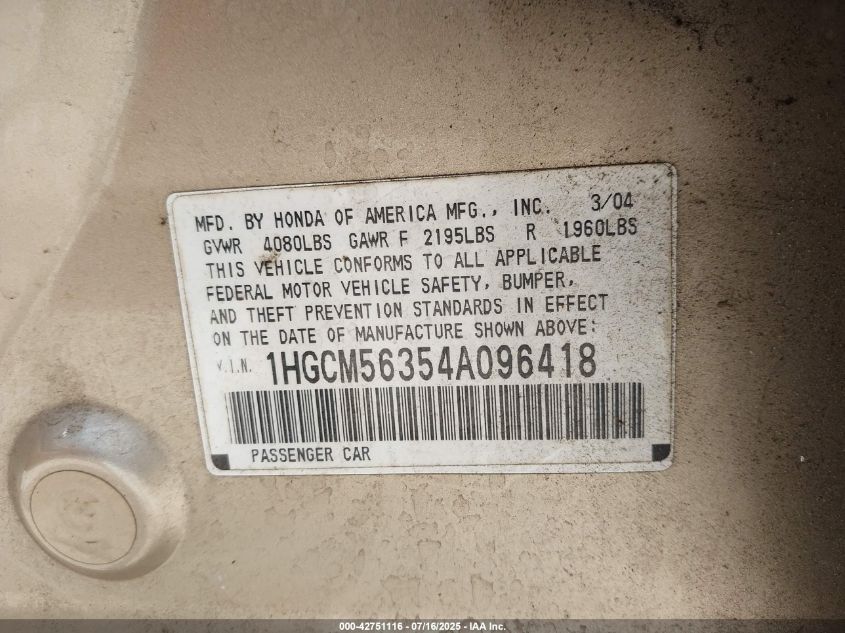 MFD. BY HONDA OF AMERICA MFG., INC. 3/04
GVWR 4080LBS GAWR F 2195LBS R 1960LBS
THIS VEHICLE CONFORMS TO ALL APPLICABLE
FEDERAL MOTOR VEHICLE SAFETY, BUMPER,
AND THEFT PREVENTION STANDARDS IN EFFECT
ON THE DATE OF MANUFACTURE SHOWN ABOVE:
V.I.N. 1HGCM56354A096418
PASSENGER CAR
000-42751116 - 07/16/2025 - IAA Inc.